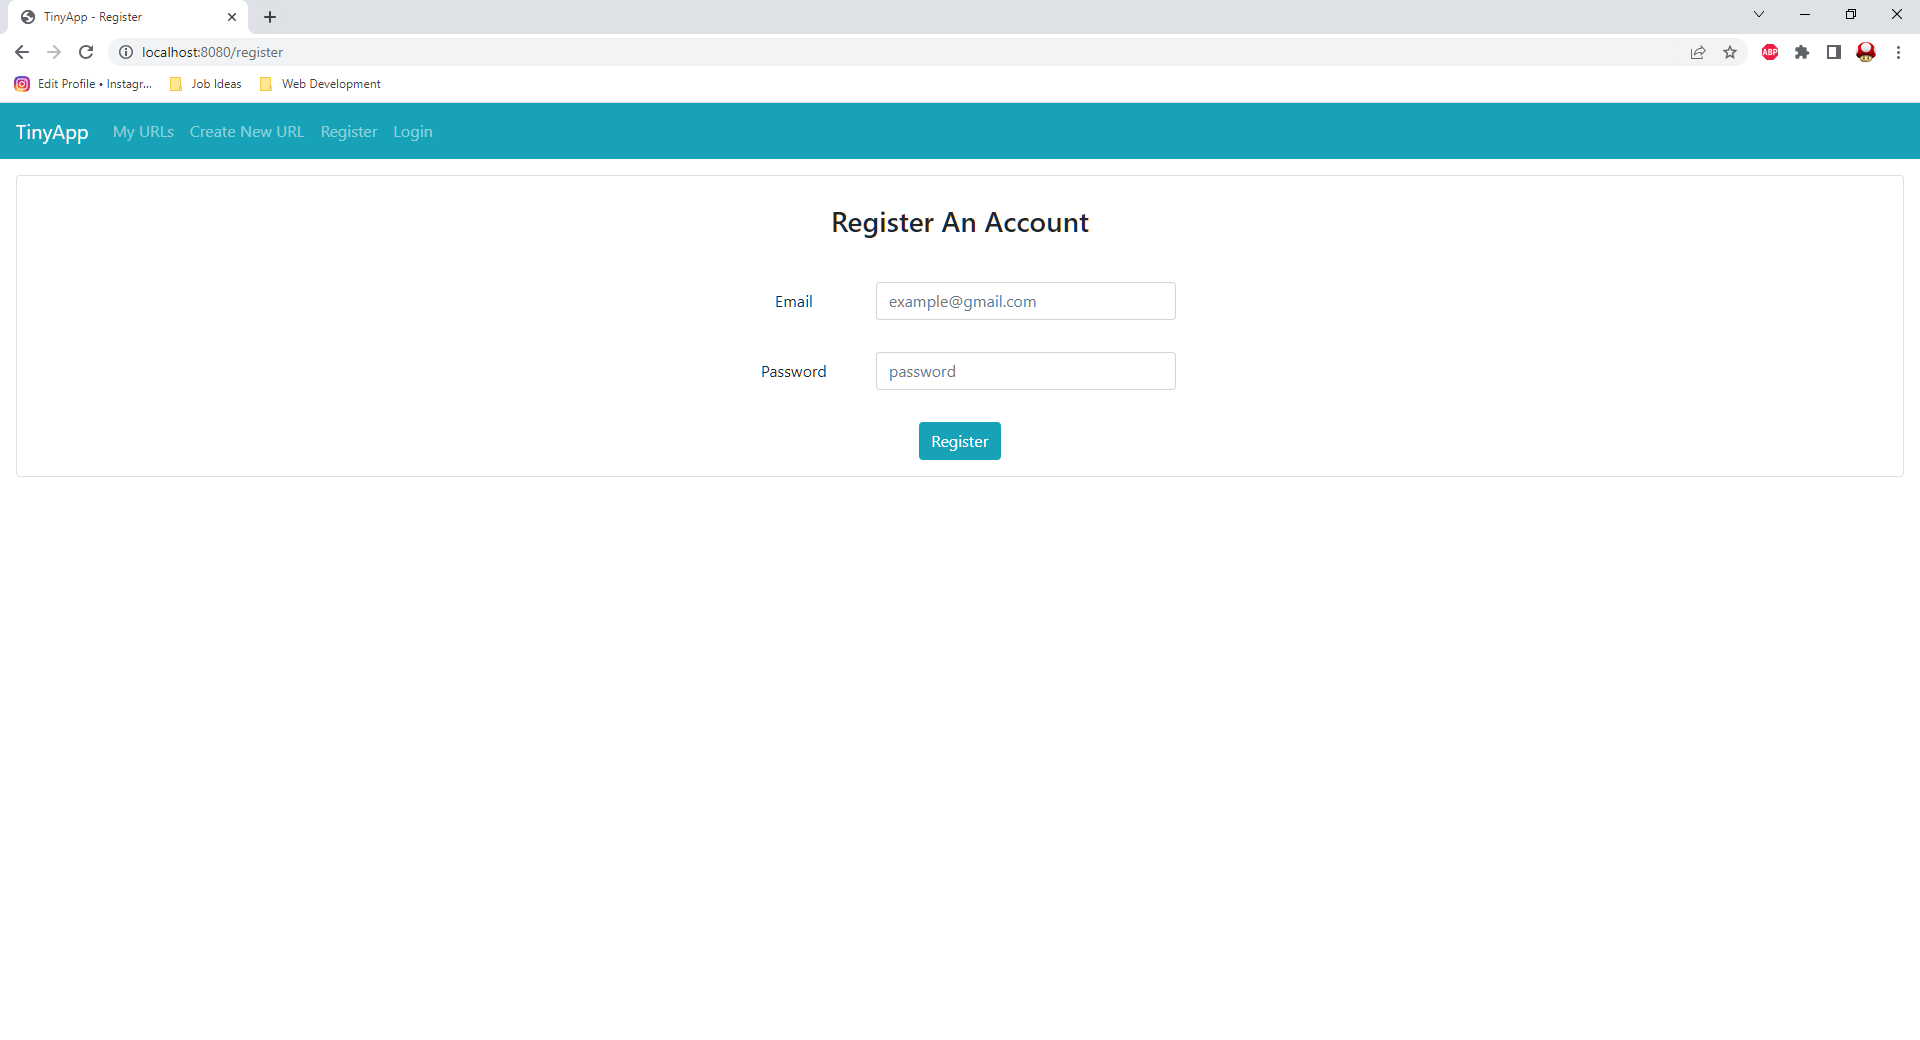 TinyApp - Register
localhost:8080/register
ABP
Edit Profile • Instagr... Job Ideas Web Development
TinyApp My URLs Create New URL Register Login
Register An Account
Email example@gmail.com
Password password
Register